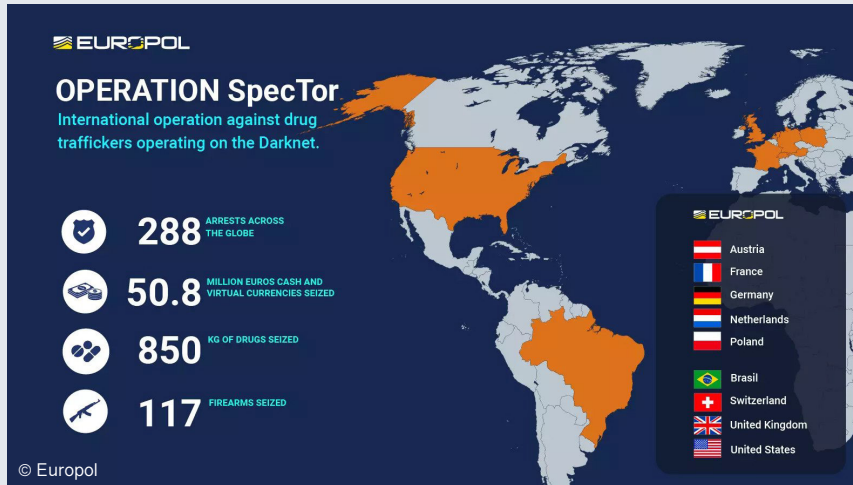 EUROPOL
OPERATION SpecTor
International operation against drug
traffickers operating on the Darknet.
288
ARRESTS ACROSS
THE GLOBE
50.8
MILLION EUROS CASH AND
VIRTUAL CURRENCIES SEIZED
850
KG OF DRUGS SEIZED
117
FIREARMS SEIZED
EUROPOL
Austria
France
Germany
Netherlands
Poland
Brasil
Switzerland
United Kingdom
United States
© Europol